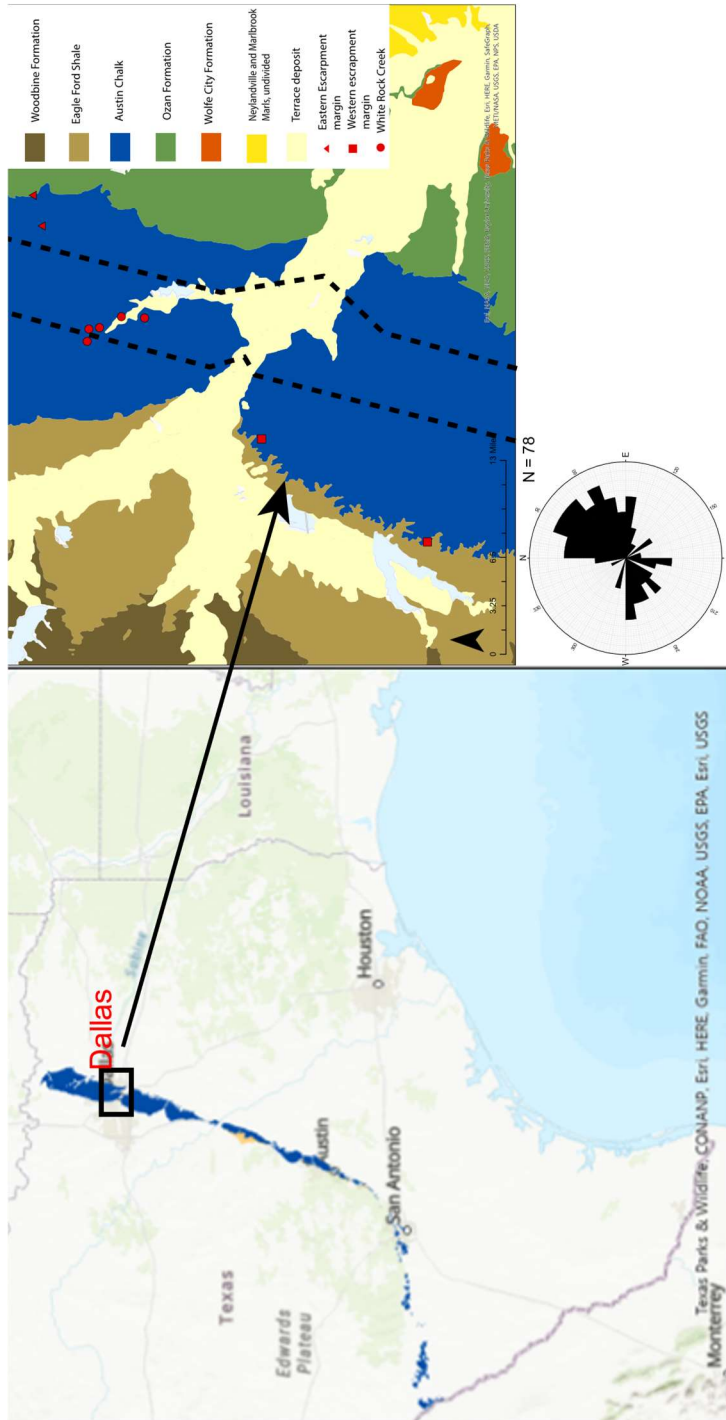 Woodbine Formation
Eagle Ford Shale
Austin Chalk
Ozan Formation
Wolfe City Formation
Neylandville and Marlbrook
Marls, undivided
Terrace deposit
Eastern Escarpment
margin
Western escrapment
margin
White Rock Creek
0 3.25 6.5 13 Miles
N = 78
N
E
W
Dallas
Louisiana
Sabine
Houston
Texas
Austin
San Antonio
Edwards
Plateau
Monterrey
Texas Parks & Wildlife, CONANP, Esri, HERE, Garmin, FAO, NOAA, USGS, EPA, Esri, USGS